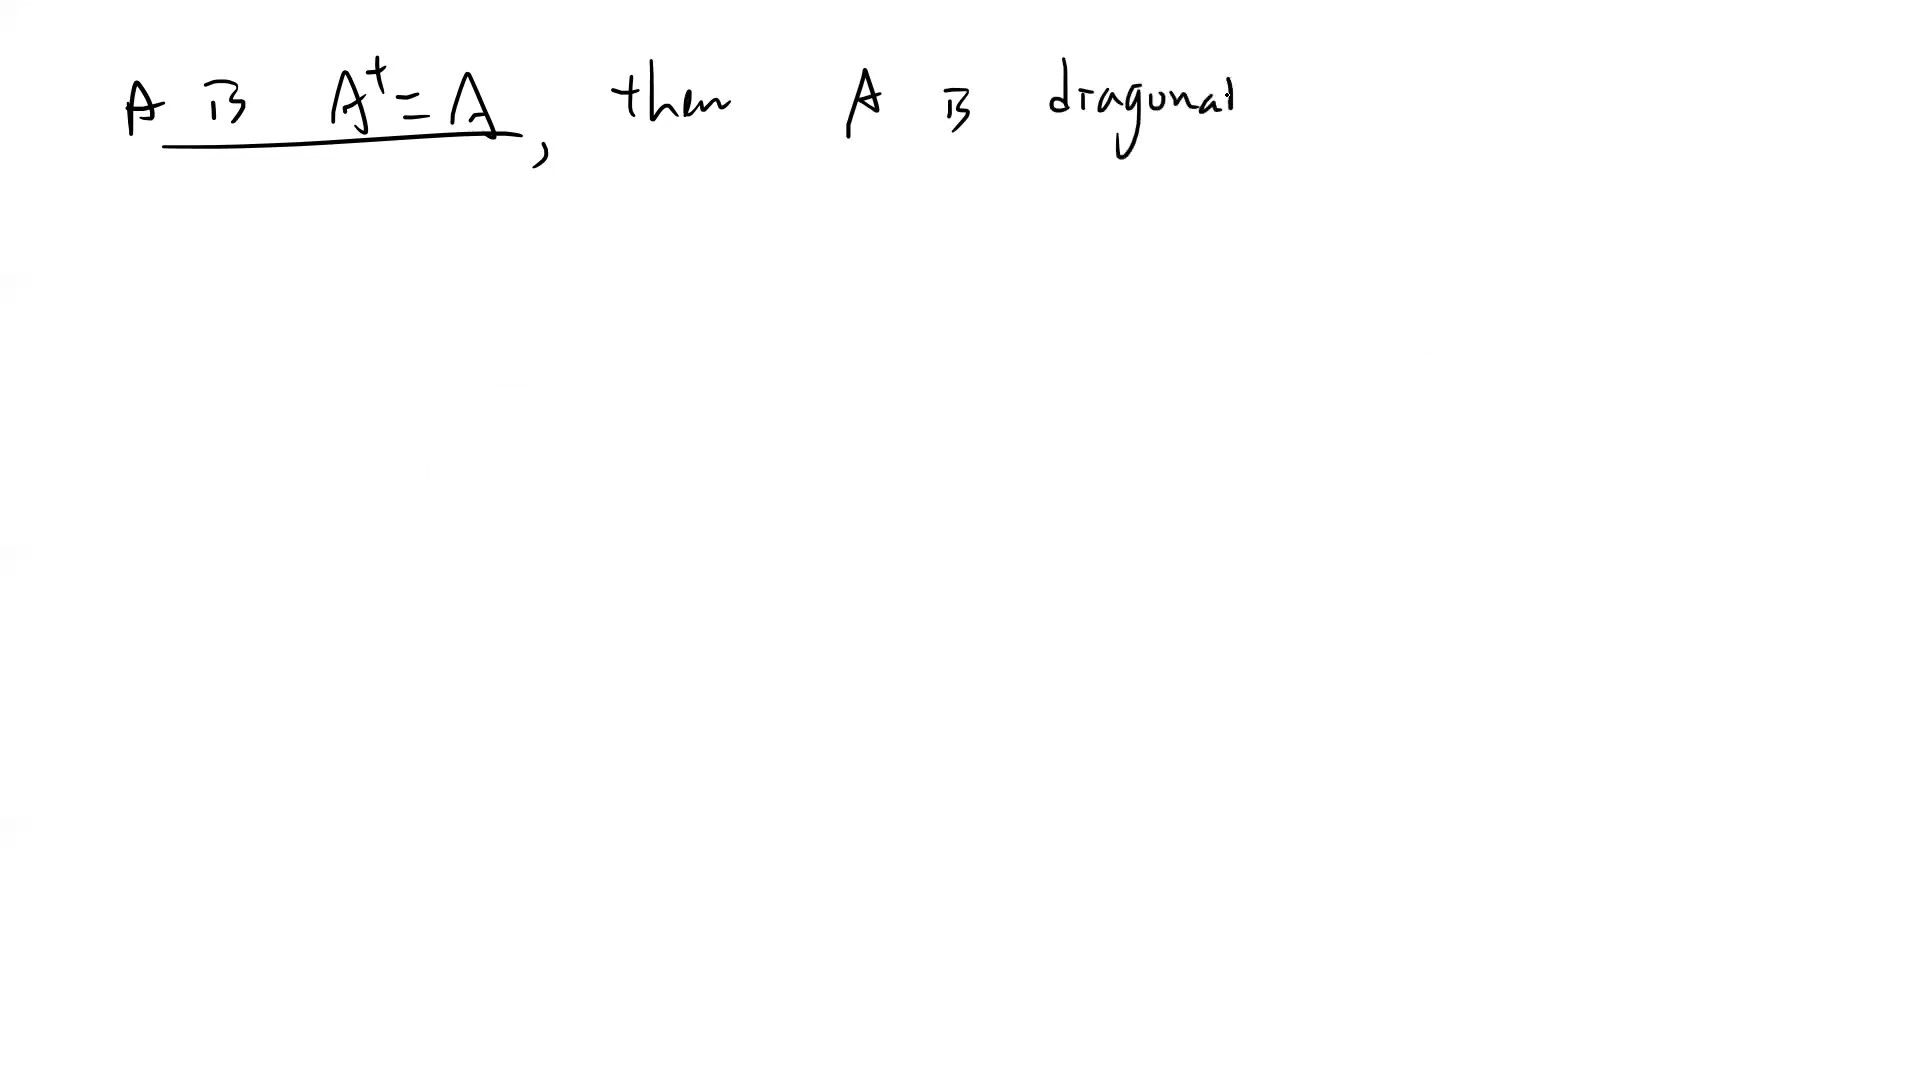 A is A^t = A, then A is diagonal